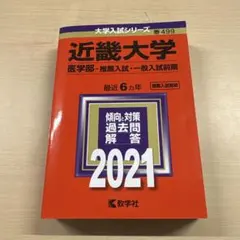 大学入試シリーズ
499
近畿大学
医学部-推薦入試・一般入試前期
最近6カ年
傾向と対策
過去問
解答
2021
教学社